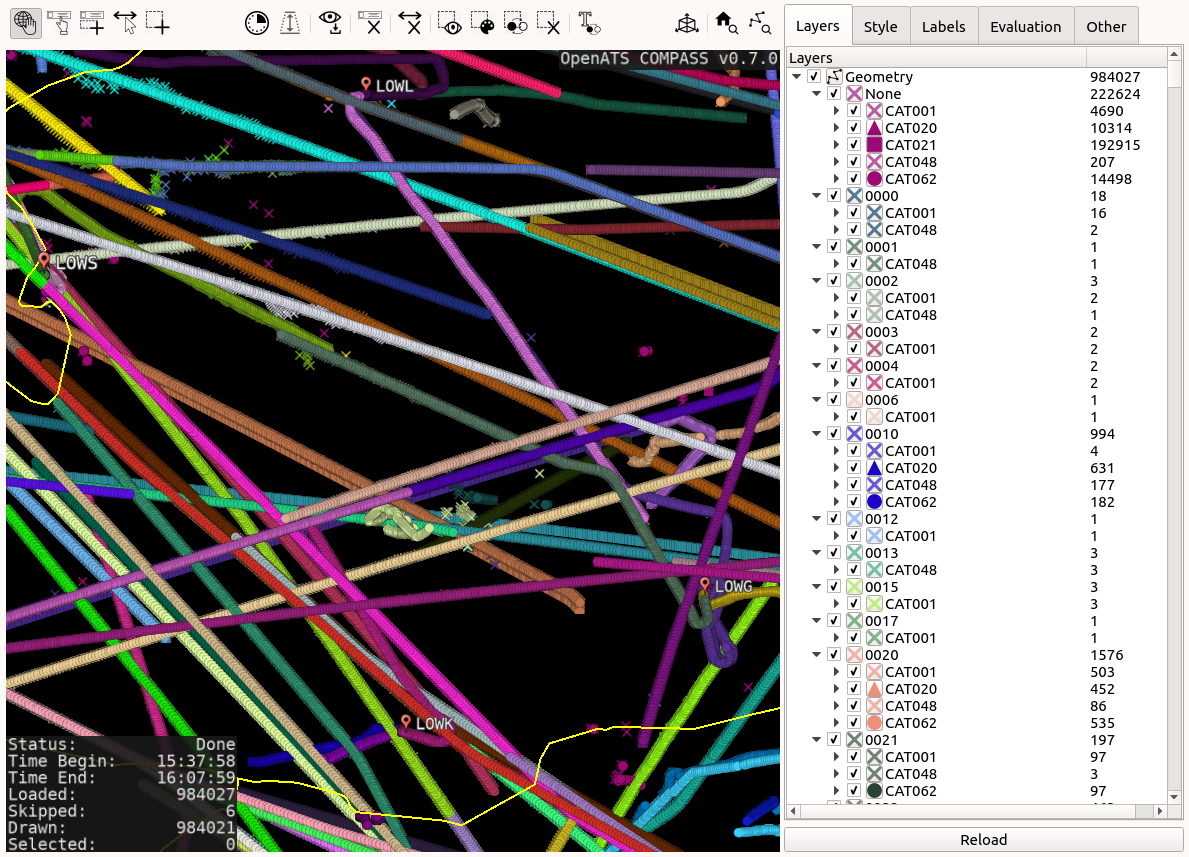 Layers
Style
Labels
Evaluation
Other
OpenATS COMPASS v0.7.0
LOWL
LOWS
LOWG
LOWK
Status: Done
Time Begin: 15:37:58
Time End: 16:07:59
Loaded: 984027
Skipped: 6
Drawn: 984021
Selected: 0
Layers
Geometry 984027
None 222624
CAT001 4690
CAT020 10314
CAT021 192915
CAT048 207
CAT062 14498
0000 18
CAT001 16
CAT048 2
0001 1
CAT048 1
0002 3
CAT001 2
CAT048 1
0003 2
CAT001 2
0004 2
CAT001 2
0006 1
CAT001 1
0010 994
CAT001 4
CAT020 631
CAT048 177
CAT062 182
0012 1
CAT001 1
0013 3
CAT048 3
0015 3
CAT001 3
0017 1
CAT001 1
0020 1576
CAT001 503
CAT020 452
CAT048 86
CAT062 535
0021 197
CAT001 97
CAT048 3
CAT062 97
Reload